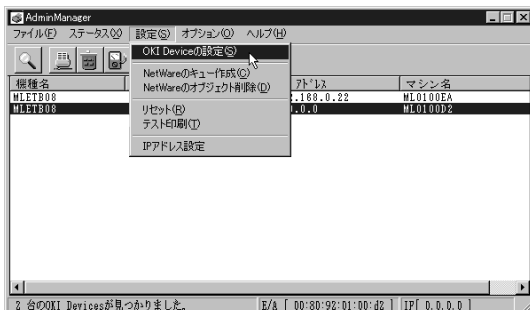 AdminManager
ファイル(F) ステータス(X) 設定(S) オプション(O) ヘルプ(H)
OKI Deviceの設定(S)
NetWareのキュー作成(C)
NetWareのオブジェクト削除(D)
リセット(R)
テスト印刷(T)
IPアドレス設定
機種名 アドレス マシン名
MLETB08 .168.0.22 ML0100EA
MLETB08 .0.0 ML0100D2
2 台のOKI Devicesが見つかりました。 E/A [ 00:80:92:01:00:d2 ] IP[ 0.0.0.0 ]